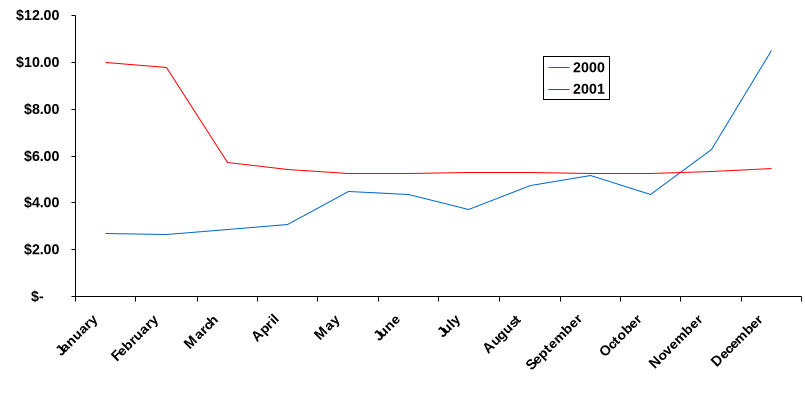 $12.00
$10.00
$8.00
$6.00
$4.00
$2.00
$-
2000
2001
January
February
March
April
May
June
July
August
September
October
November
December